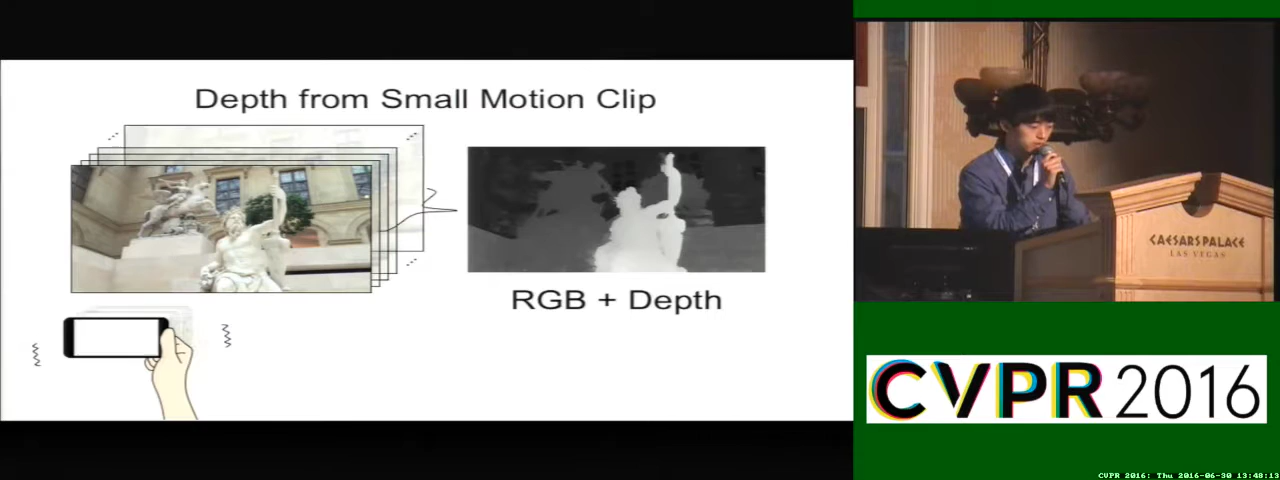 Depth from Small Motion Clip
RGB + Depth
CAESARS PALACE
LAS VEGAS
CVPR 2016
CVPR 2016: Thu 2016-06-30 13:48:13